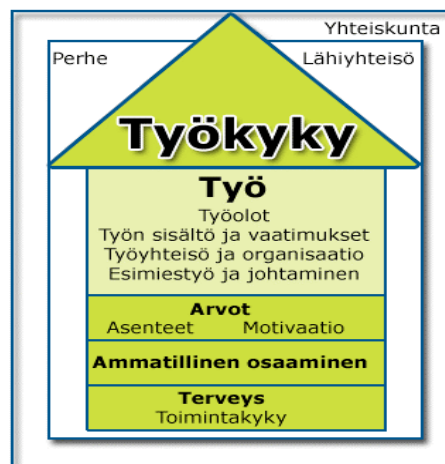 Yhteiskunta
Perhe Lähiyhteisö
Työkyky
Työ
Työolot
Työn sisältö ja vaatimukset
Työyhteisö ja organisaatio
Esimiestyö ja johtaminen
Arvot
Asenteet Motivaatio
Ammatillinen osaaminen
Terveys
Toimintakyky